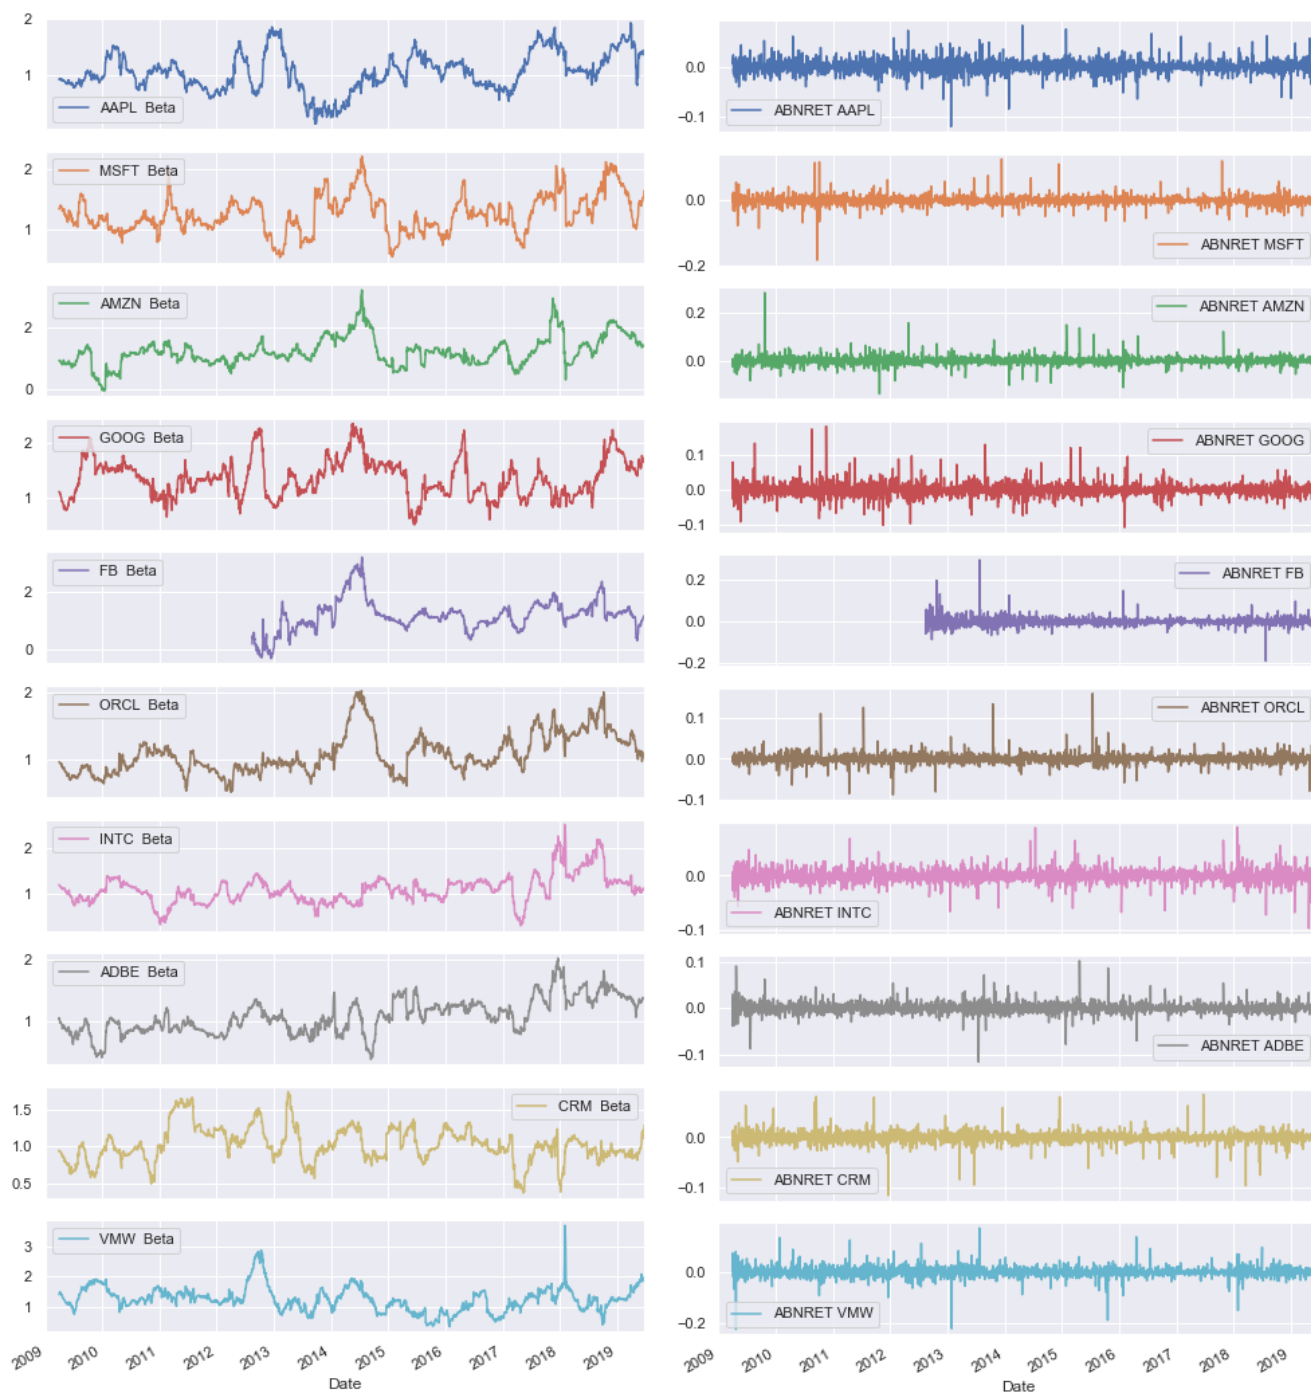 2
1
AAPL Beta
0.0
−0.1
ABNRET AAPL
2
1
MSFT Beta
0.0
−0.2
ABNRET MSFT
2
0
AMZN Beta
0.2
0.0
ABNRET AMZN
2
1
GOOG Beta
0.1
0.0
−0.1
ABNRET GOOG
2
0
FB Beta
0.2
0.0
−0.2
ABNRET FB
2
1
ORCL Beta
0.1
0.0
−0.1
ABNRET ORCL
2
1
INTC Beta
0.0
−0.1
ABNRET INTC
2
1
ADBE Beta
0.1
0.0
−0.1
ABNRET ADBE
1.5
1.0
0.5
CRM Beta
0.0
−0.1
ABNRET CRM
3
2
1
VMW Beta
0.0
−0.2
ABNRET VMW
2009 2010 2011 2012 2013 2014 2015 2016 2017 2018 2019
Date
2009 2010 2011 2012 2013 2014 2015 2016 2017 2018 2019
Date